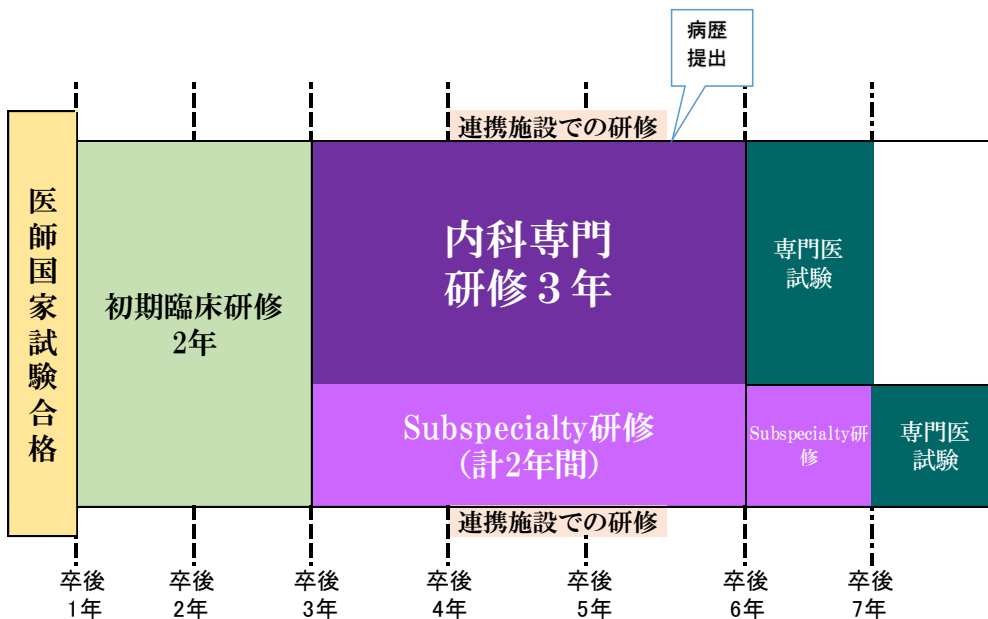 病歴
提出
連携施設での研修
医師国家試験合格
初期臨床研修
2年
内科専門
研修３年
専門医
試験
Subspecialty研修
(計2年間)
Subspecialty研
修
専門医
試験
連携施設での研修
卒後
1年
卒後
2年
卒後
3年
卒後
4年
卒後
5年
卒後
6年
卒後
7年